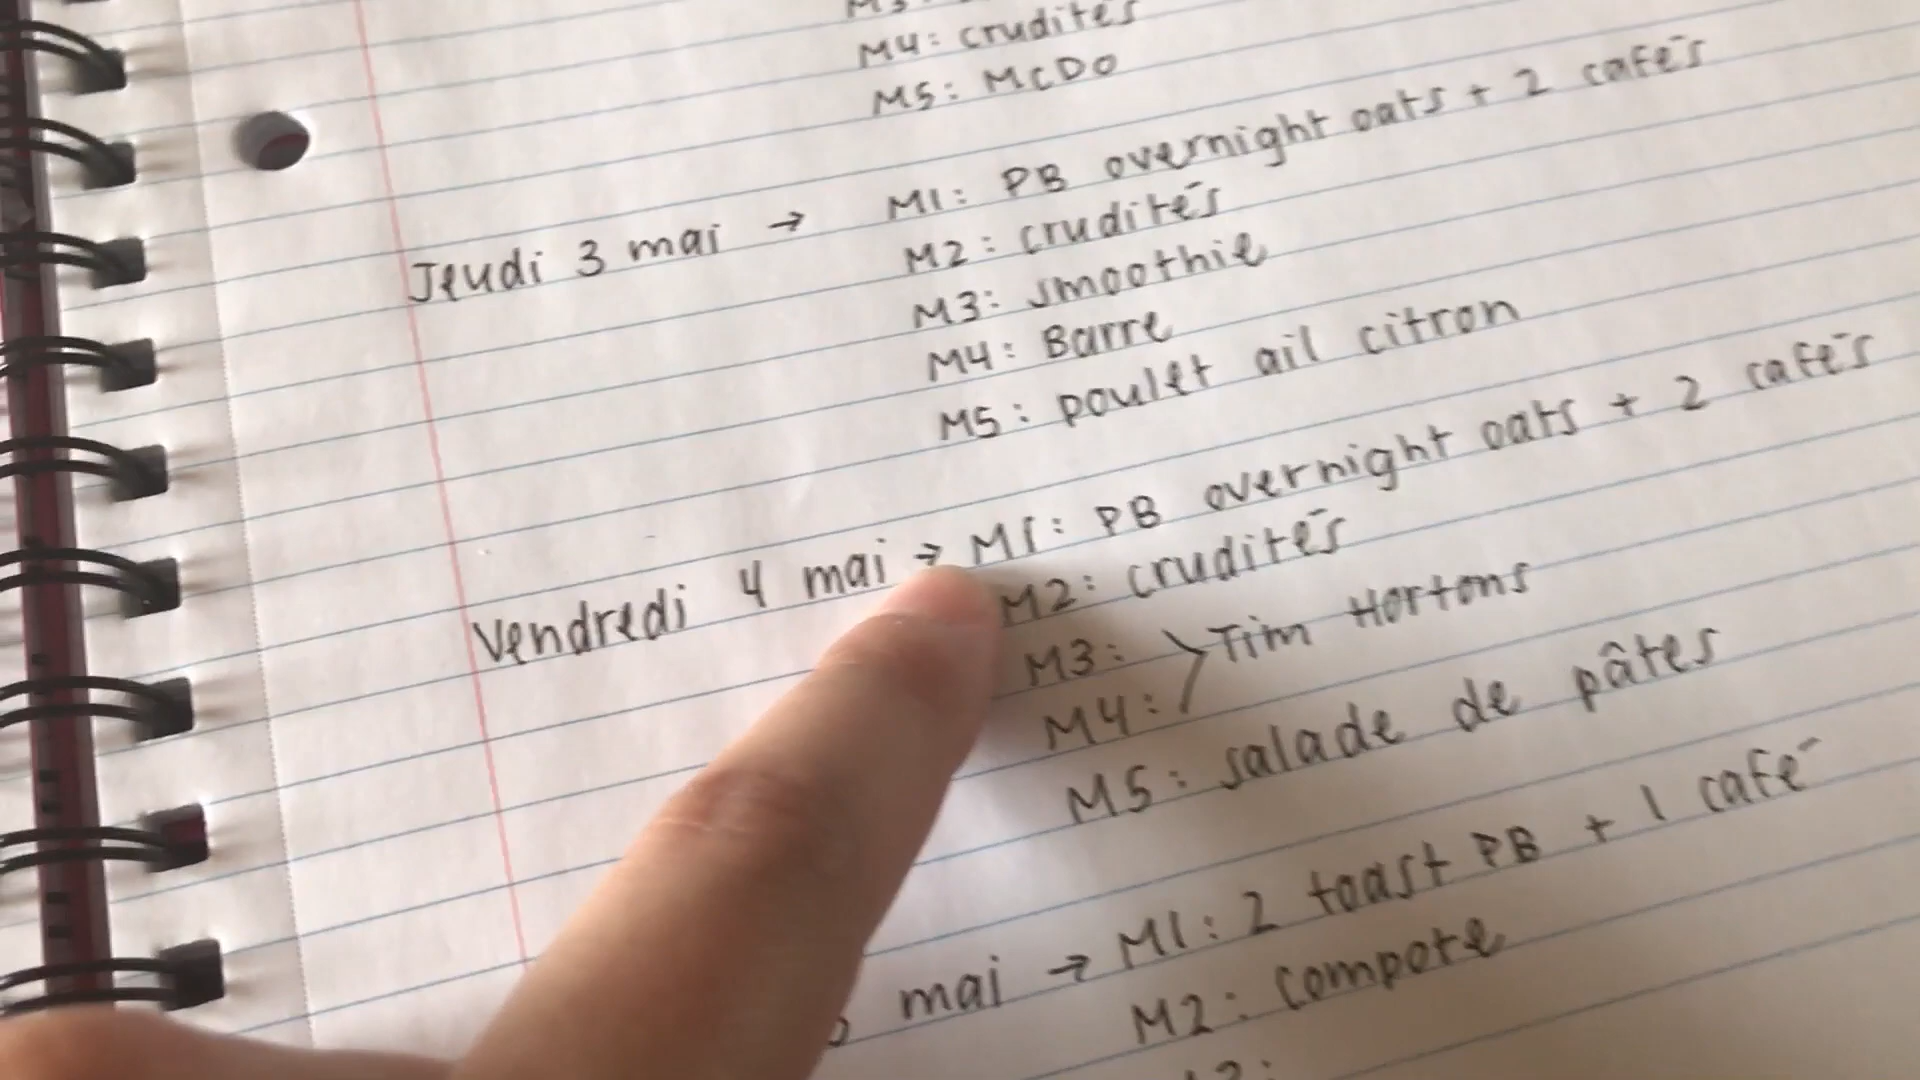 M4: crudités
M5: McDo
Jeudi 3 mai → M1: PB overnight oats + 2 cafés
M2: crudités
M3: smoothie
M4: Barre
M5: poulet ail citron
Vendredi 4 mai → M1: PB overnight oats + 2 cafés
M2: crudités
M3: > Tim Hortons
M4:
M5: salade de pâtes
mai → M1: 2 toast PB + 1 café
M2: compote